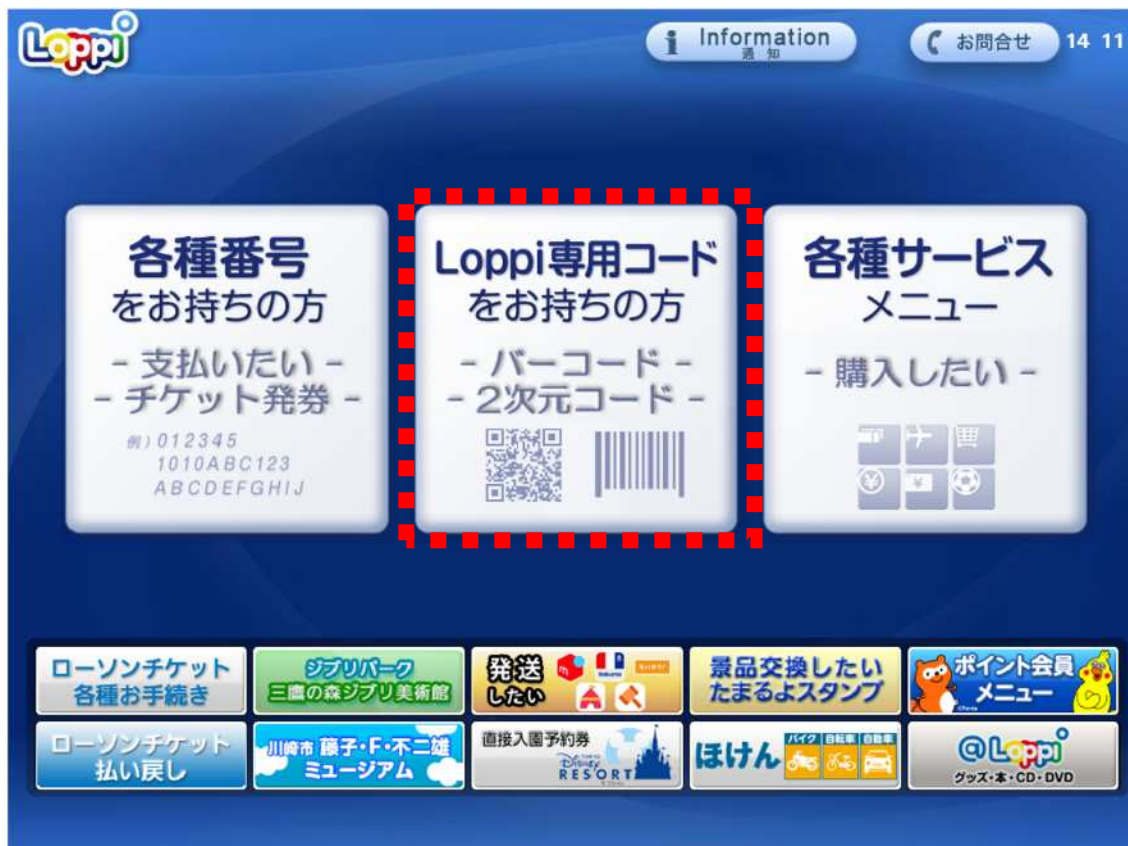 Loppi
Information
通 知
お問合せ
14 11
各種番号
をお持ちの方
- 支払いたい -
- チケット発券 -
例) 012345
1010ABC123
ABCDEFGHIJ
Loppi専用コード
をお持ちの方
- バーコード -
- 2次元コード -
各種サービス
メニュー
- 購入したい -
ローソンチケット
各種お手続き
ジブリパーク
三鷹の森ジブリ美術館
発送
したい
景品交換したい
たまるよスタンプ
ポイント会員
メニュー
ローソンチケット
払い戻し
川崎市 藤子・F・不二雄
ミュージアム
直接入園予約券
TOKYO
Disney
RESORT
ほけん
バイク 自転車 自動車
@Loppi
グッズ・本・CD・DVD